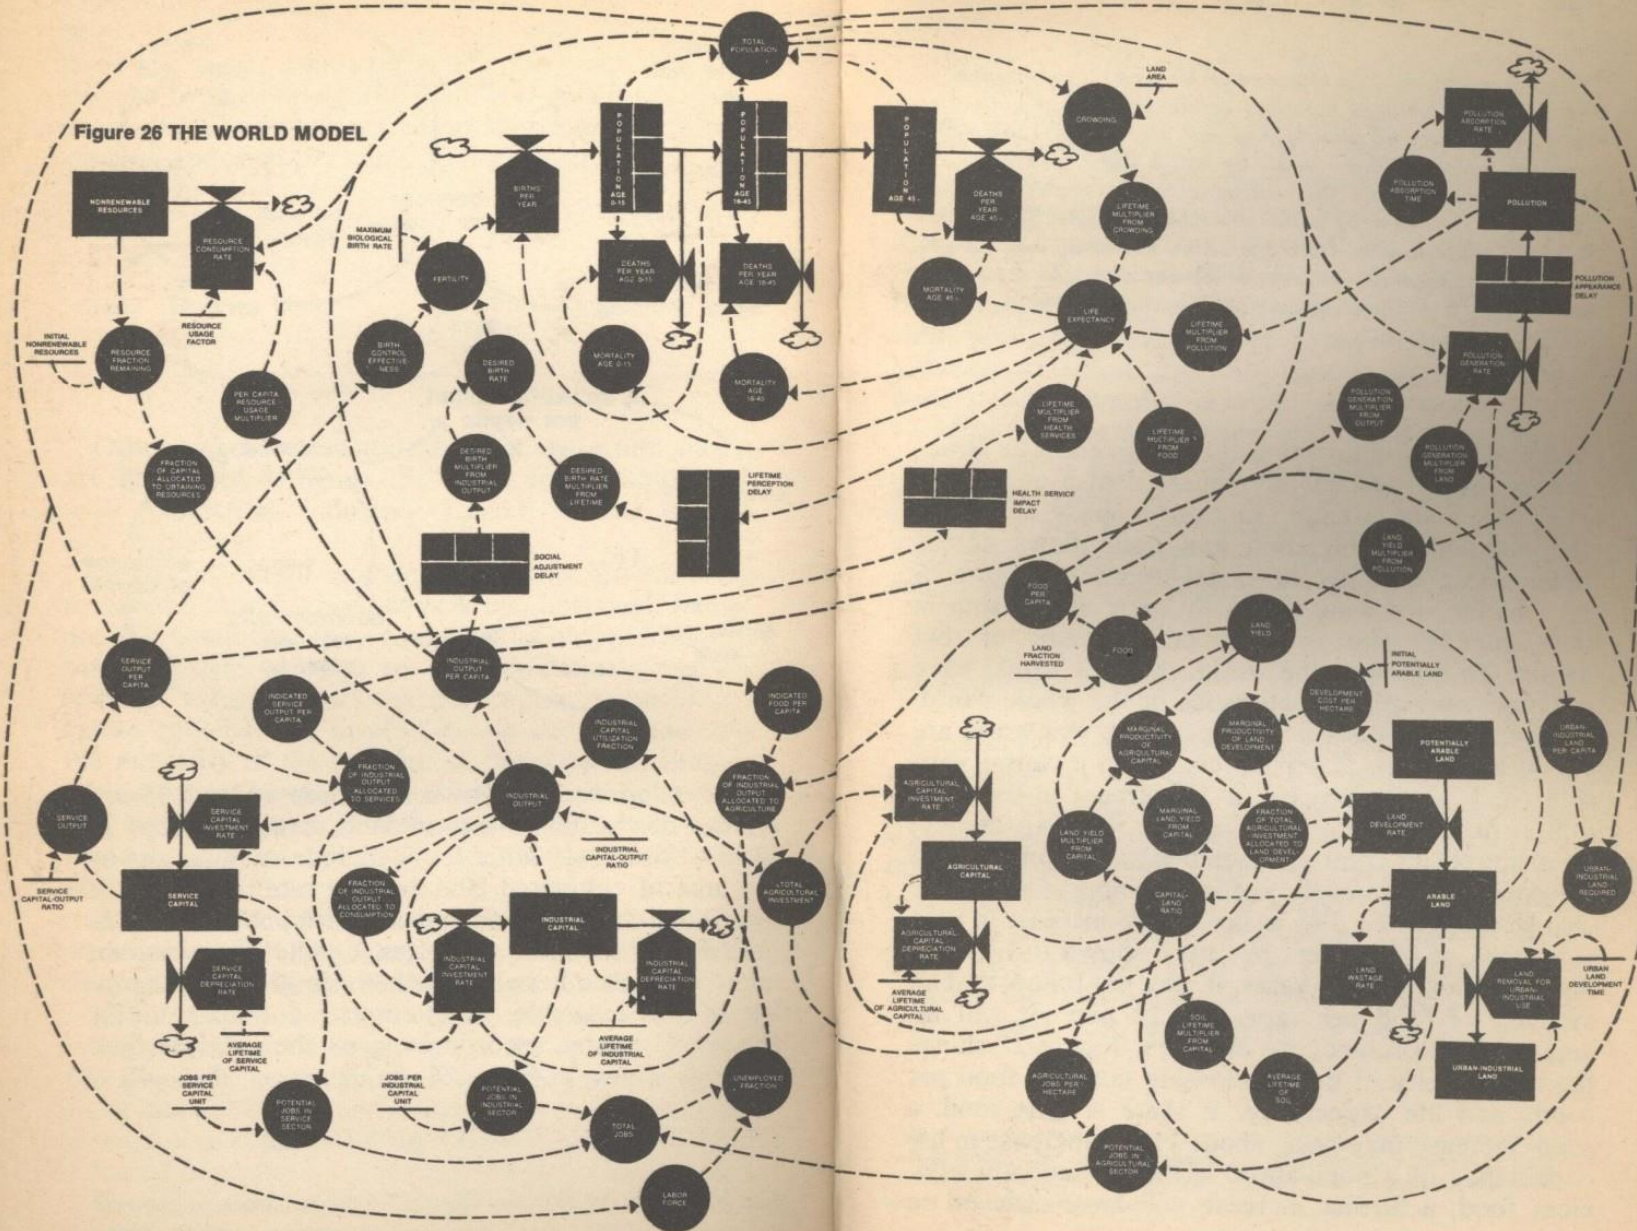 Figure 26 THE WORLD MODEL
TOTAL
POPULATION
LAND
AREA
CROWDING
POLLUTION
ABSORPTION
RATE
NONRENEWABLE
RESOURCES
RESOURCE
CONSUMPTION
RATE
BIRTHS
PER
YEAR
POPULATION
AGE
0-15
POPULATION
AGE
16-45
POPULATION
AGE 45+
DEATHS
PER
YEAR
AGE 45+
LIFETIME
MULTIPLIER
FROM
CROWDING
POLLUTION
ABSORPTION
TIME
POLLUTION
MAXIMUM
BIOLOGICAL
BIRTH RATE
FERTILITY
DEATHS
PER YEAR
AGE 0-15
DEATHS
PER YEAR
AGE 16-45
MORTALITY
AGE 45+
LIFE
EXPECTANCY
LIFETIME
MULTIPLIER
FROM
POLLUTION
POLLUTION
APPEARANCE
DELAY
INITIAL
NONRENEWABLE
RESOURCES
RESOURCE
FRACTION
REMAINING
RESOURCE
USAGE
FACTOR
BIRTH
CONTROL
EFFECTIVE
NESS
DESIRED
BIRTH
RATE
MORTALITY
AGE 0-15
MORTALITY
AGE
16-45
POLLUTION
GENERATION
RATE
PER CAPITA
RESOURCE
USAGE
MULTIPLIER
LIFETIME
MULTIPLIER
FROM
HEALTH
SERVICES
LIFETIME
MULTIPLIER
FROM
FOOD
POLLUTION
GENERATION
MULTIPLIER
FROM
OUTPUT
POLLUTION
GENERATION
MULTIPLIER
FROM
LAND
FRACTION
OF CAPITAL
ALLOCATED
TO OBTAINING
RESOURCES
DESIRED
BIRTH
MULTIPLIER
FROM
INDUSTRIAL
OUTPUT
DESIRED
BIRTH RATE
MULTIPLIER
FROM
LIFETIME
LIFETIME
PERCEPTION
DELAY
HEALTH SERVICE
IMPACT
DELAY
SOCIAL
ADJUSTMENT
DELAY
LAND
YIELD
MULTIPLIER
FROM
POLLUTION
FOOD
PER
CAPITA
SERVICE
OUTPUT
PER
CAPITA
INDUSTRIAL
OUTPUT
PER CAPITA
LAND
FRACTION
HARVESTED
FOOD
LAND
YIELD
INITIAL
POTENTIALLY
ARABLE LAND
INDICATED
SERVICE
OUTPUT PER
CAPITA
INDUSTRIAL
CAPITAL
UTILIZATION
FRACTION
INDICATED
FOOD PER
CAPITA
DEVELOPMENT
COST PER
HECTARE
MARGINAL
PRODUCTIVITY
OF
AGRICULTURAL
CAPITAL
MARGINAL
PRODUCTIVITY
OF LAND
DEVELOPMENT
POTENTIALLY
ARABLE
LAND
URBAN-
INDUSTRIAL
LAND
PER CAPITA
SERVICE
OUTPUT
SERVICE
CAPITAL
INVESTMENT
RATE
FRACTION
OF INDUSTRIAL
OUTPUT
ALLOCATED
TO SERVICES
INDUSTRIAL
OUTPUT
FRACTION
OF INDUSTRIAL
OUTPUT
ALLOCATED TO
AGRICULTURE
AGRICULTURAL
CAPITAL
INVESTMENT
RATE
LAND YIELD
MULTIPLIER
FROM
CAPITAL
MARGINAL
LAND YIELD
FROM
CAPITAL
FRACTION
OF TOTAL
AGRICULTURAL
INVESTMENT
ALLOCATED TO
LAND DEVEL-
OPMENT
LAND
DEVELOPMENT
RATE
SERVICE
CAPITAL-OUTPUT
RATIO
SERVICE
CAPITAL
FRACTION
OF INDUSTRIAL
OUTPUT
ALLOCATED TO
CONSUMPTION
INDUSTRIAL
CAPITAL-OUTPUT
RATIO
TOTAL
AGRICULTURAL
INVESTMENT
AGRICULTURAL
CAPITAL
CAPITAL-
LAND
RATIO
ARABLE
LAND
URBAN-
INDUSTRIAL
LAND
REQUIRED
INDUSTRIAL
CAPITAL
SERVICE
CAPITAL
DEPRECIATION
RATE
INDUSTRIAL
CAPITAL
INVESTMENT
RATE
INDUSTRIAL
CAPITAL
DEPRECIATION
RATE
AGRICULTURAL
CAPITAL
DEPRECIATION
RATE
AVERAGE
LIFETIME
OF AGRICULTURAL
CAPITAL
LAND
WASTAGE
RATE
LAND
REMOVAL FOR
URBAN-
INDUSTRIAL
USE
URBAN
LAND
DEVELOPMENT
TIME
AVERAGE
LIFETIME
OF SERVICE
CAPITAL
AVERAGE
LIFETIME
OF INDUSTRIAL
CAPITAL
SOIL
LIFETIME
MULTIPLIER
FROM
CAPITAL
AVERAGE
LIFETIME
OF
SOIL
URBAN-INDUSTRIAL
LAND
JOBS PER
SERVICE
CAPITAL
UNIT
POTENTIAL
JOBS IN
SERVICE
SECTOR
JOBS PER
INDUSTRIAL
CAPITAL
UNIT
POTENTIAL
JOBS IN
INDUSTRIAL
SECTOR
TOTAL
JOBS
UNEMPLOYED
FRACTION
AGRICULTURAL
JOBS PER
HECTARE
POTENTIAL
JOBS IN
AGRICULTURAL
SECTOR
LABOR
FORCE